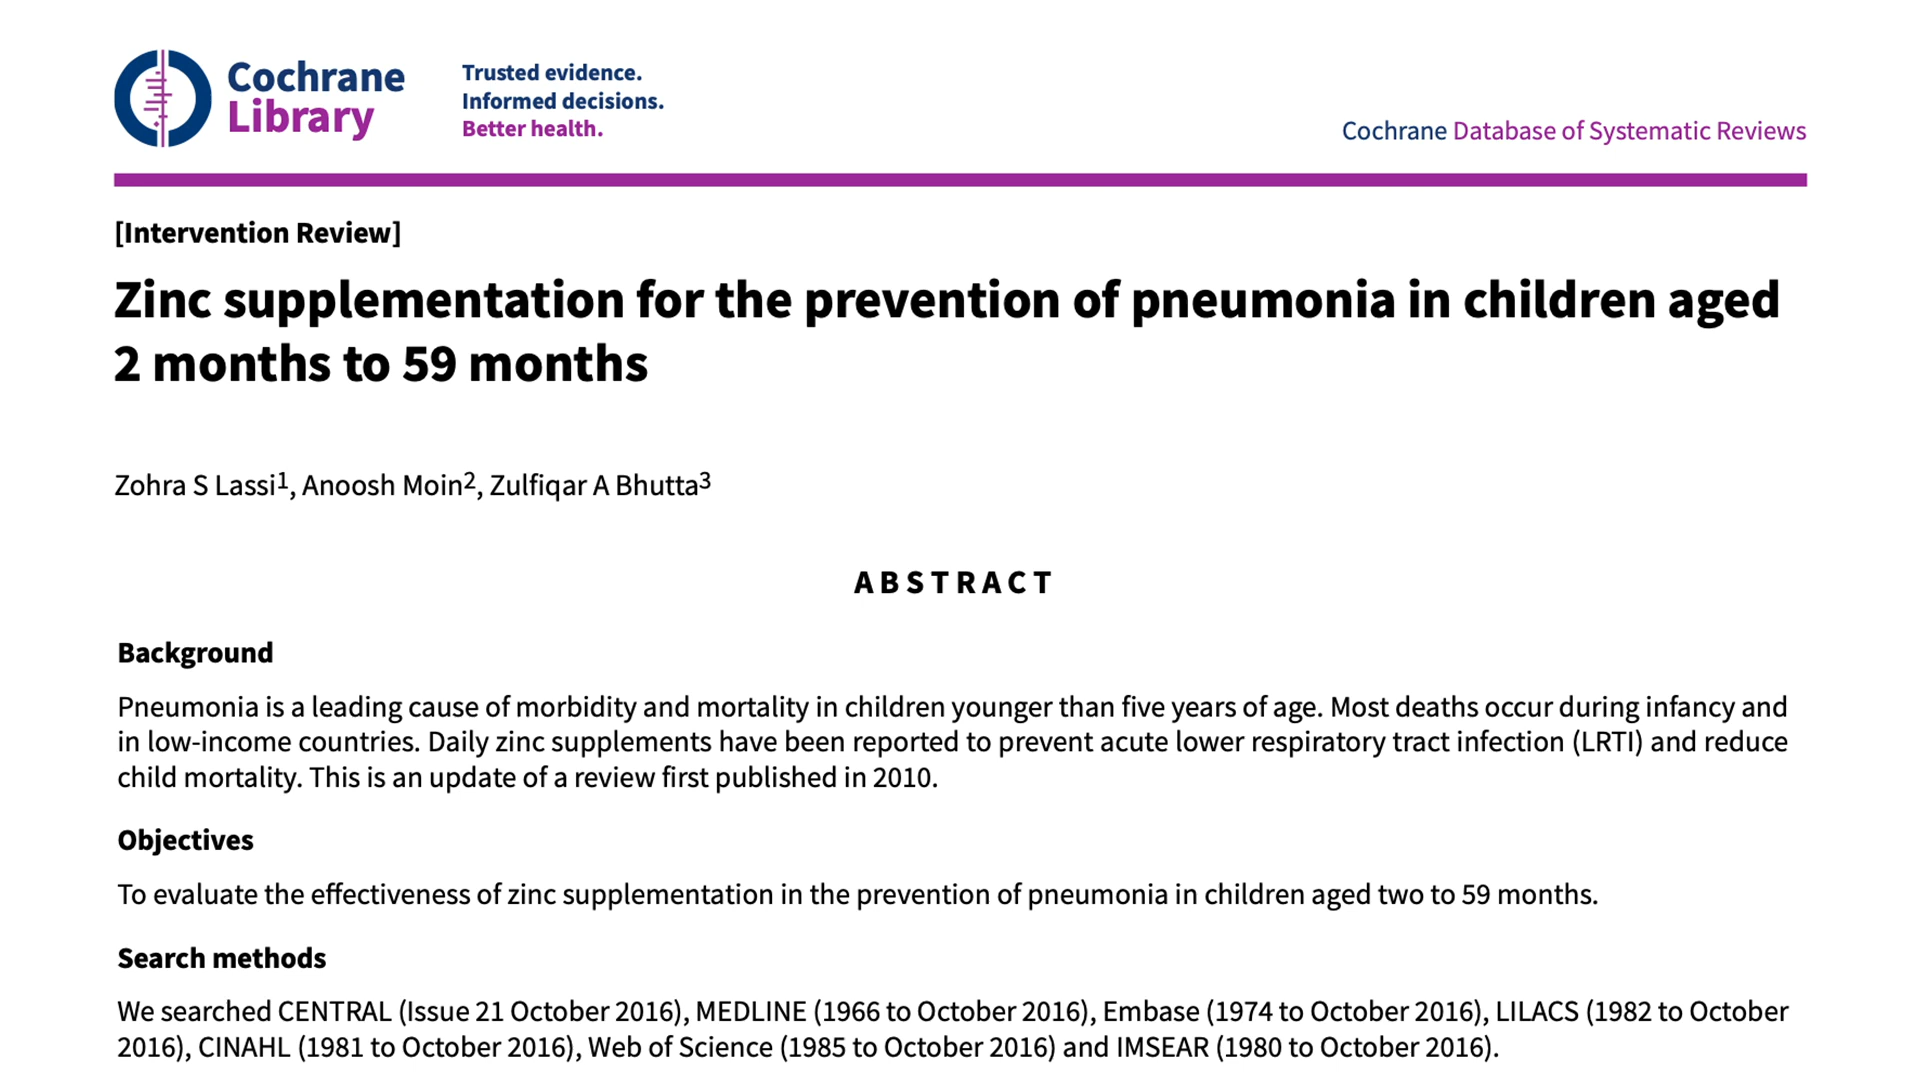 Cochrane
Library
Trusted evidence.
Informed decisions.
Better health.
Cochrane Database of Systematic Reviews
[Intervention Review]
Zinc supplementation for the prevention of pneumonia in children aged
2 months to 59 months
Zohra S Lassi1, Anoosh Moin2, Zulfiqar A Bhutta3
ABSTRACT
Background
Pneumonia is a leading cause of morbidity and mortality in children younger than five years of age. Most deaths occur during infancy and
in low-income countries. Daily zinc supplements have been reported to prevent acute lower respiratory tract infection (LRTI) and reduce
child mortality. This is an update of a review first published in 2010.
Objectives
To evaluate the effectiveness of zinc supplementation in the prevention of pneumonia in children aged two to 59 months.
Search methods
We searched CENTRAL (Issue 21 October 2016), MEDLINE (1966 to October 2016), Embase (1974 to October 2016), LILACS (1982 to October
2016), CINAHL (1981 to October 2016), Web of Science (1985 to October 2016) and IMSEAR (1980 to October 2016).